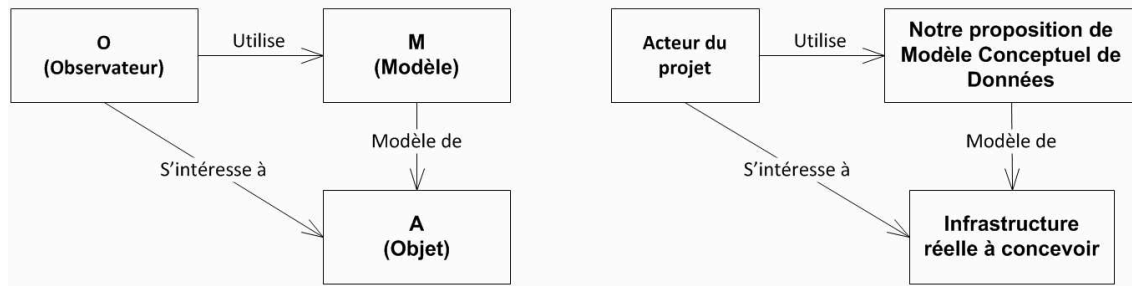 O
(Observateur)
Utilise
M
(Modèle)
S'intéresse à
Modèle de
A
(Objet)
Acteur du
projet
Utilise
Notre proposition de
Modèle Conceptuel de
Données
S'intéresse à
Modèle de
Infrastructure
réelle à concevoir